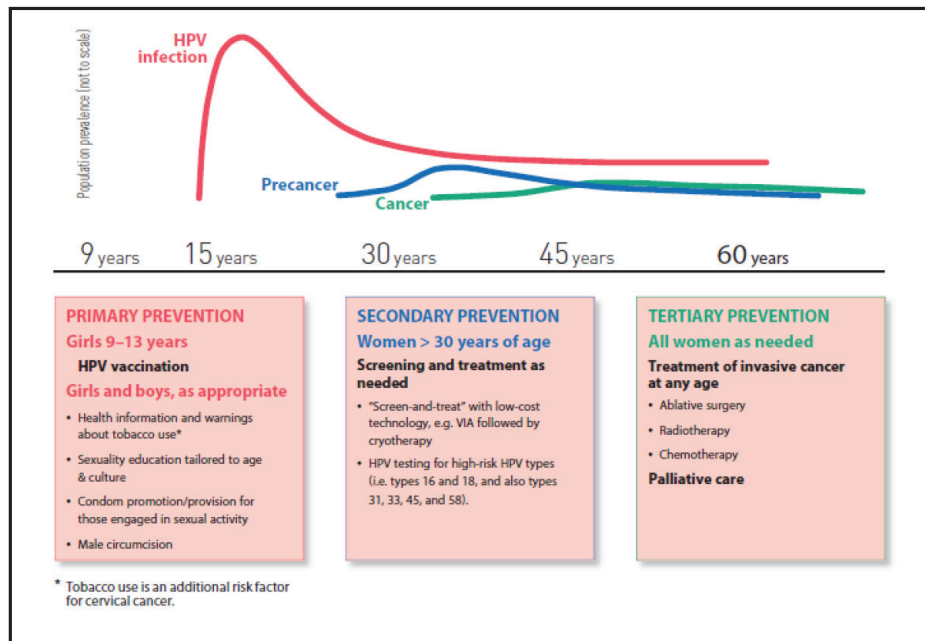 Population prevalence (not to scale)
HPV
infection
Precancer
Cancer
9 years
15 years
30 years
45 years
60 years
PRIMARY PREVENTION
Girls 9–13 years
HPV vaccination
Girls and boys, as appropriate
• Health information and warnings
about tobacco use*
• Sexuality education tailored to age
& culture
• Condom promotion/provision for
those engaged in sexual activity
• Male circumcision
SECONDARY PREVENTION
Women > 30 years of age
Screening and treatment as
needed
• “Screen-and-treat” with low-cost
technology, e.g. VIA followed by
cryotherapy
• HPV testing for high-risk HPV types
(i.e. types 16 and 18, and also types
31, 33, 45, and 58).
TERTIARY PREVENTION
All women as needed
Treatment of invasive cancer
at any age
• Ablative surgery
• Radiotherapy
• Chemotherapy
Palliative care
* Tobacco use is an additional risk factor
for cervical cancer.